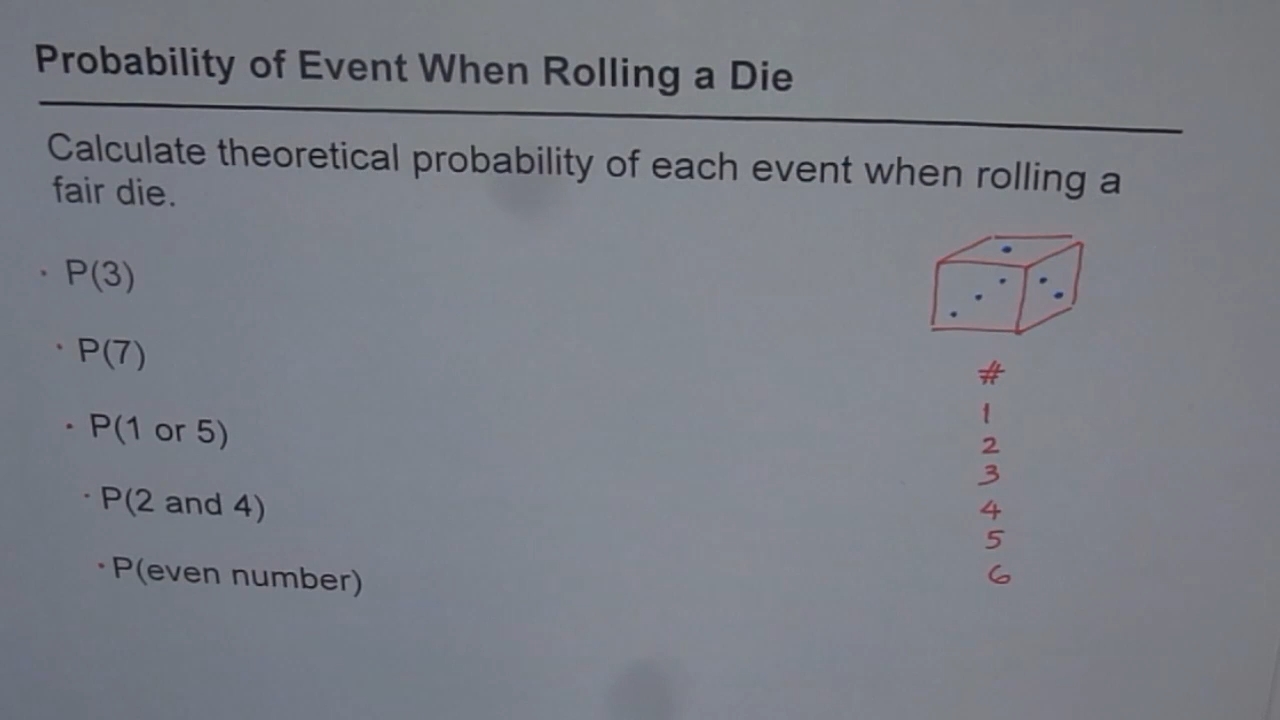 Probability of Event When Rolling a Die
Calculate theoretical probability of each event when rolling a
fair die.
· P(3)
· P(7)
· P(1 or 5)
· P(2 and 4)
· P(even number)
#
1
2
3
4
5
6